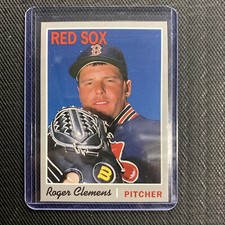 RED SOX
B
W
Roger Clemens
PITCHER